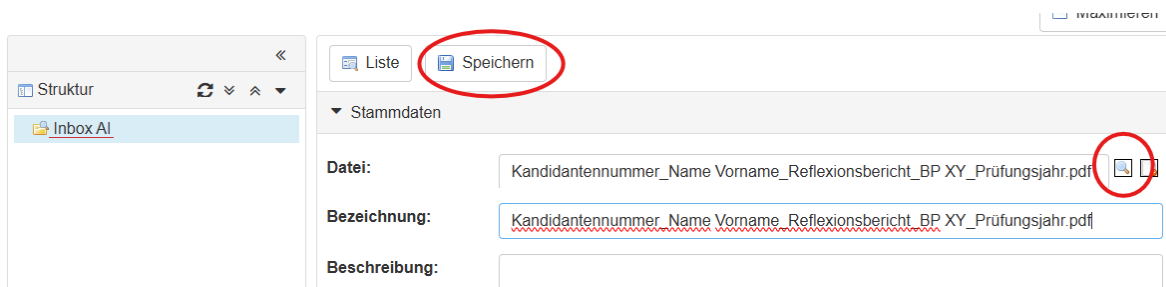 Maximieren
«
Liste
Speichern
Struktur
Stammdaten
Inbox AI
Datei:
Kandidantennummer_Name Vorname_Reflexionsbericht_BP XY_Prüfungsjahr.pdf
Bezeichnung:
Kandidantennummer_Name Vorname_Reflexionsbericht_BP XY_Prüfungsjahr.pdf
Beschreibung: